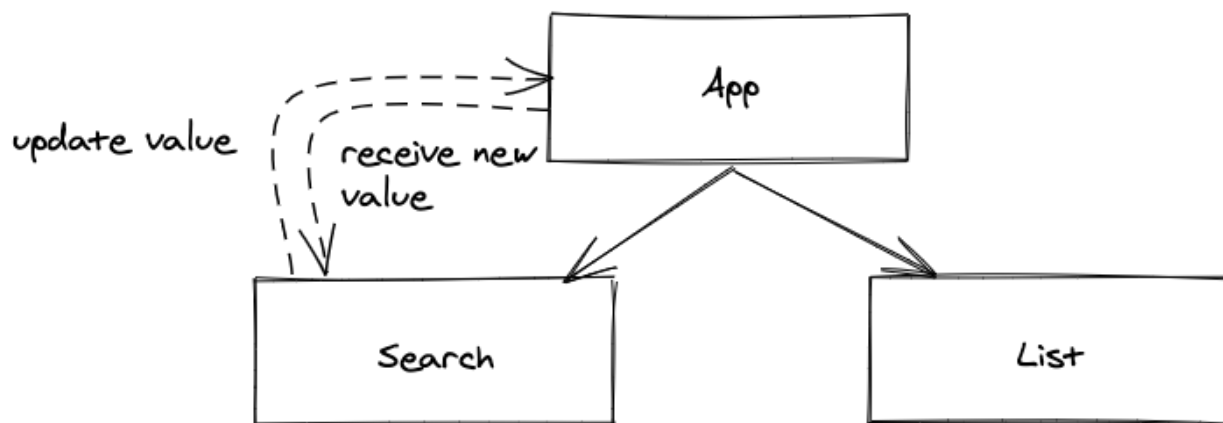 App
update value
receive new
value
Search
List